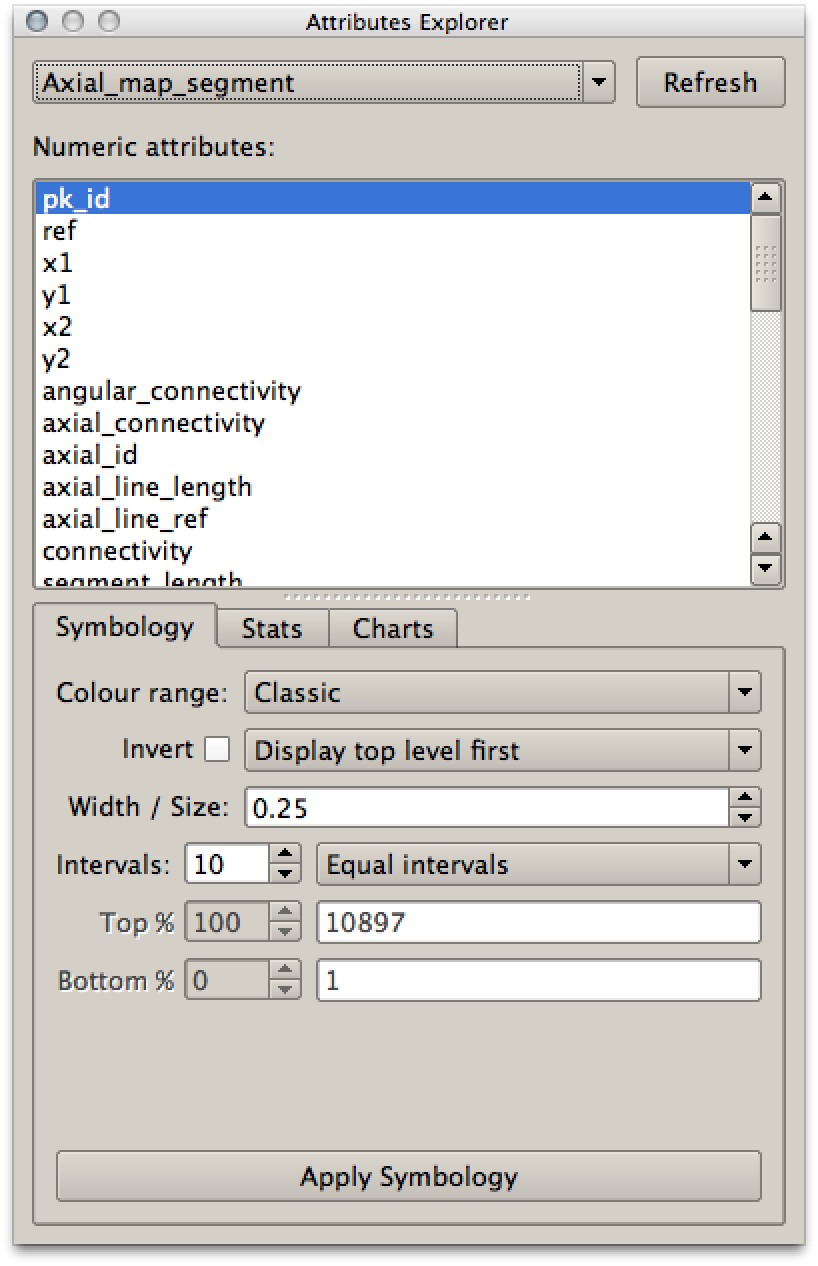 Attributes Explorer
Axial_map_segment Refresh
Numeric attributes:
pk_id
ref
x1
y1
x2
y2
angular_connectivity
axial_connectivity
axial_id
axial_line_length
axial_line_ref
connectivity
segment_length
Symbology Stats Charts
Colour range: Classic
Invert Display top level first
Width / Size: 0.25
Intervals: 10 Equal intervals
Top % 100 10897
Bottom % 0 1
Apply Symbology